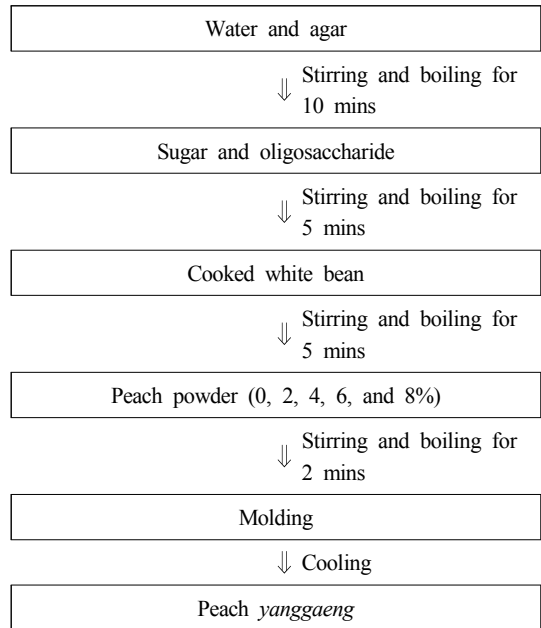 Water and agar
⇓ Stirring and boiling for
10 mins
Sugar and oligosaccharide
⇓ Stirring and boiling for
5 mins
Cooked white bean
⇓ Stirring and boiling for
5 mins
Peach powder (0, 2, 4, 6, and 8%)
⇓ Stirring and boiling for
2 mins
Molding
⇓ Cooling
Peach yanggaeng